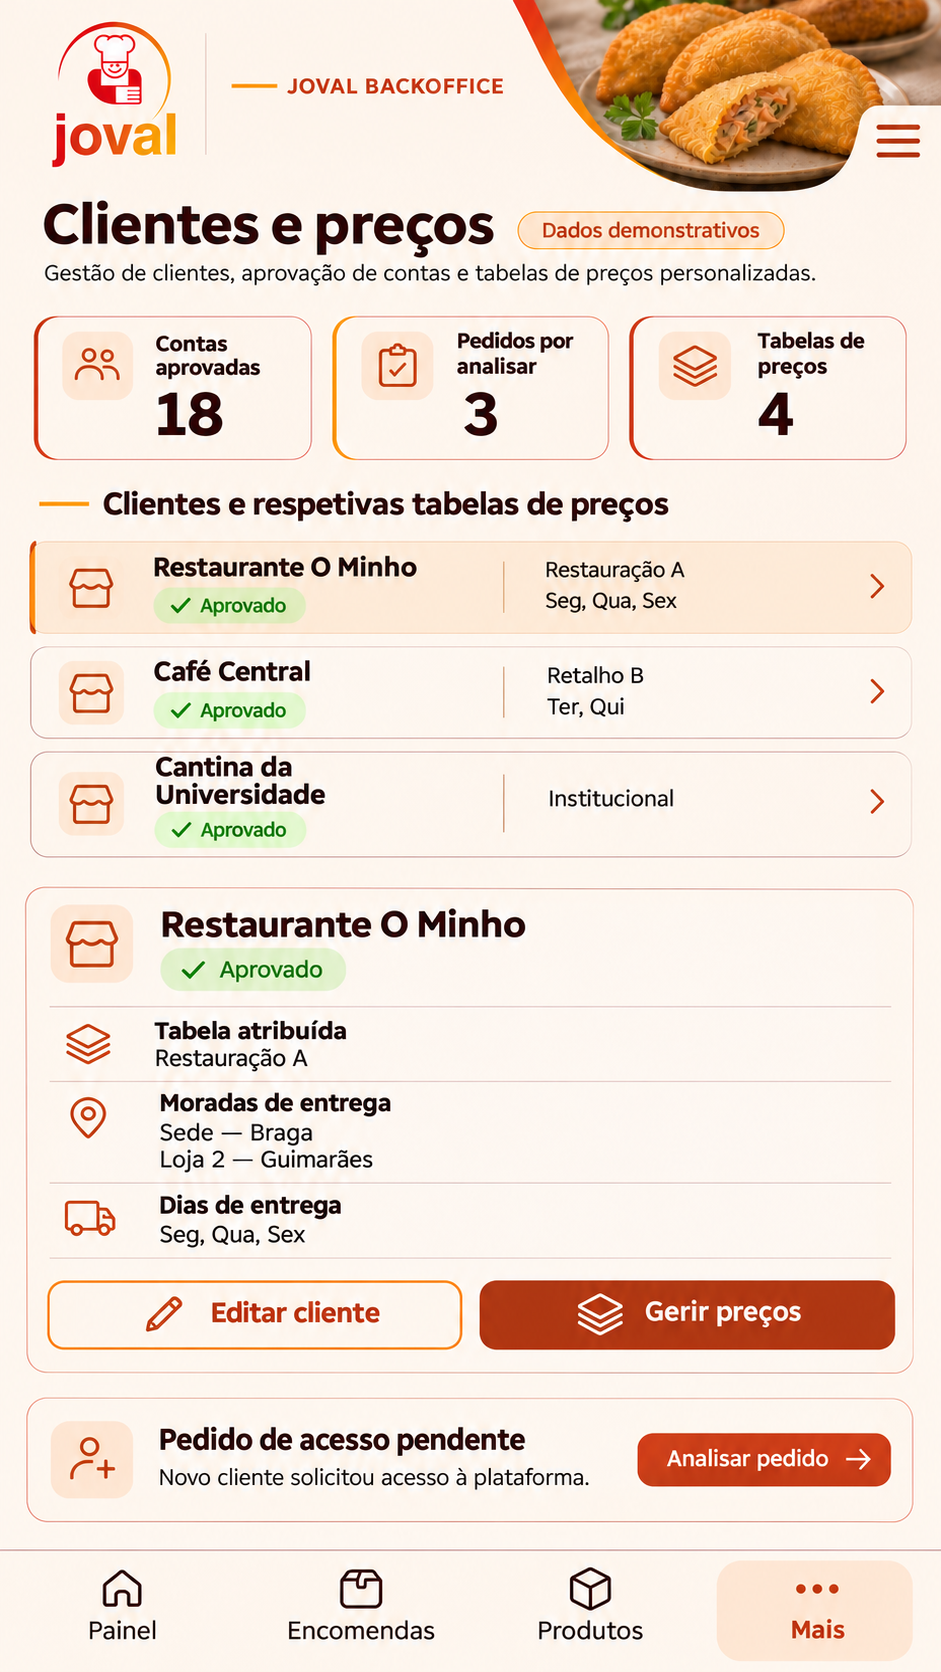 joval
JOVAL BACKOFFICE
Clientes e preços
Dados demonstrativos
Gestão de clientes, aprovação de contas e tabelas de preços personalizadas.
Contas
aprovadas
18
Pedidos por
analisar
3
Tabelas de
preços
4
Clientes e respetivas tabelas de preços
Restaurante O Minho
Aprovado
Restauração A
Seg, Qua, Sex
Café Central
Aprovado
Retalho B
Ter, Qui
Cantina da
Universidade
Aprovado
Institucional
Restaurante O Minho
Aprovado
Tabela atribuída
Restauração A
Moradas de entrega
Sede — Braga
Loja 2 — Guimarães
Dias de entrega
Seg, Qua, Sex
Editar cliente
Gerir preços
Pedido de acesso pendente
Novo cliente solicitou acesso à plataforma.
Analisar pedido
Painel
Encomendas
Produtos
Mais